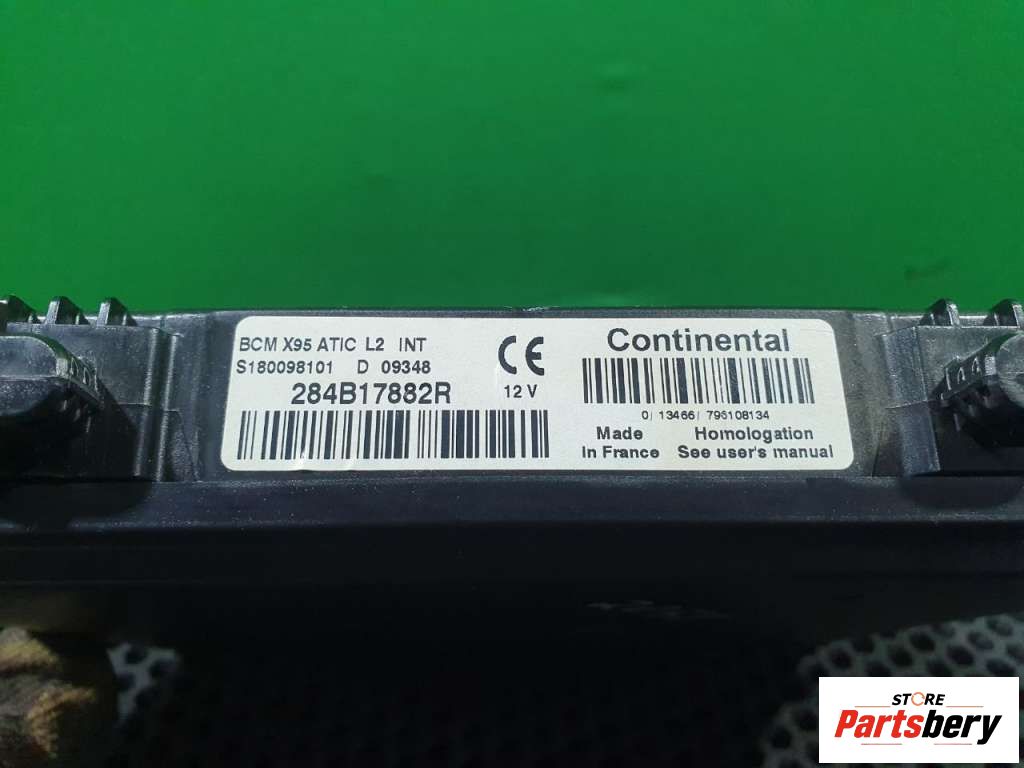 BCM X95 ATIC L2 INT
S180098101 D 09348
284B17882R
CE
12 V
Continental
0/ 13466/ 796108134
Made
In France
Homologation
See user's manual
STORE
Partsbery